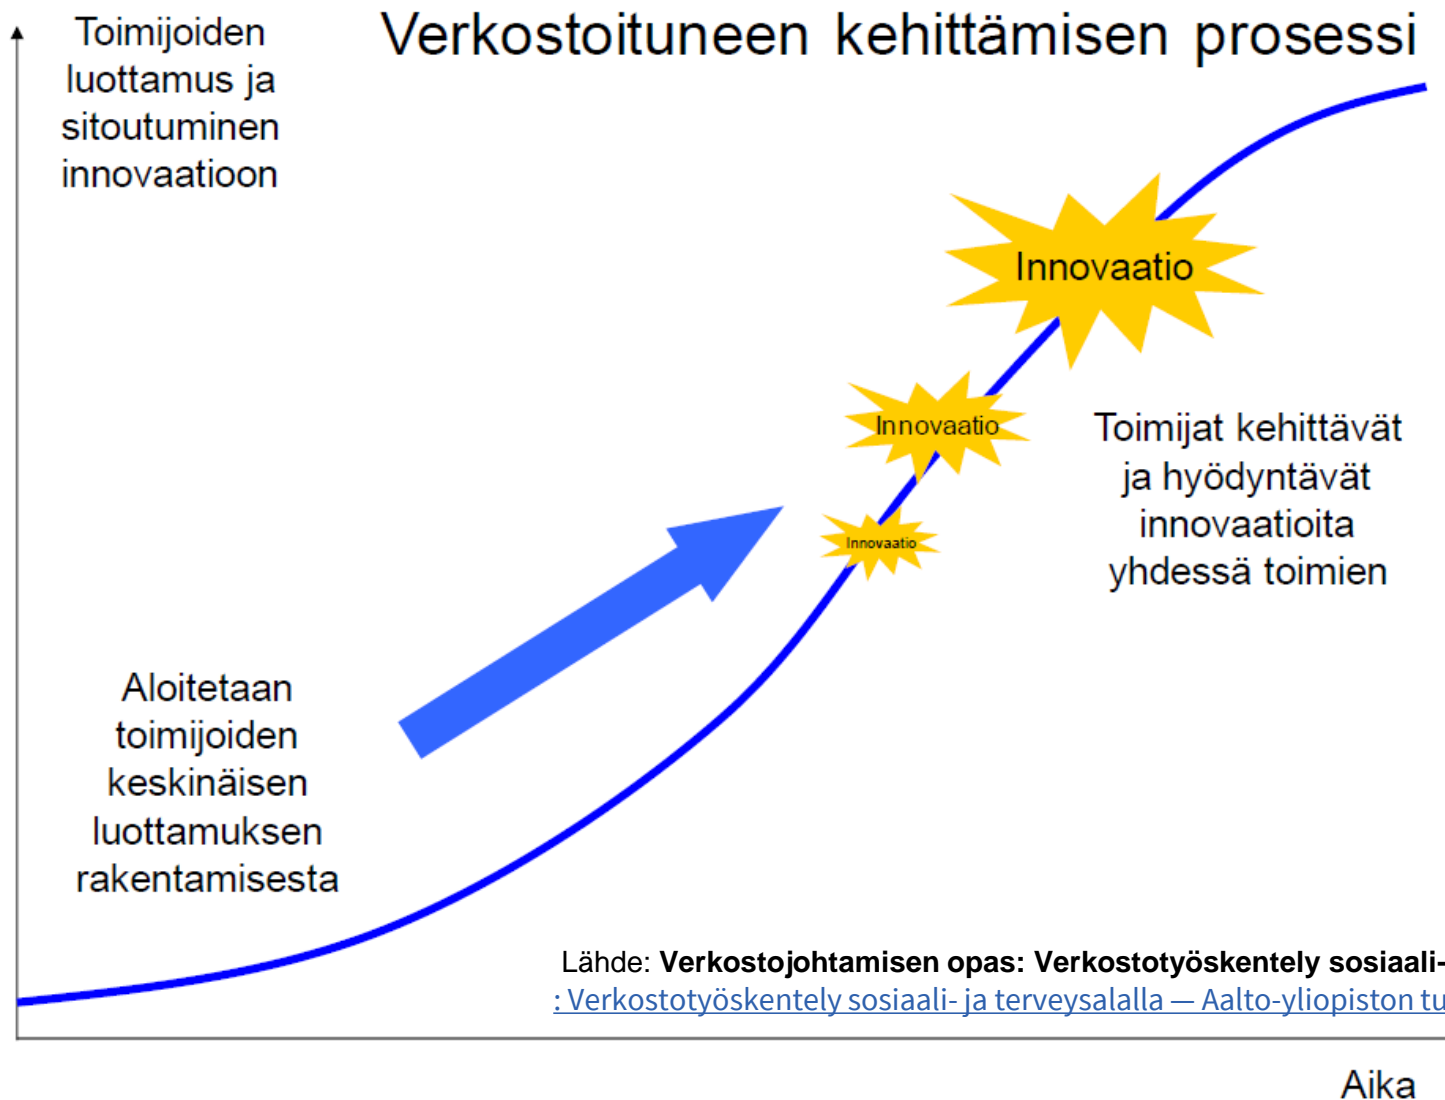 Verkostoituneen kehittämisen prosessi
Toimijoiden
luottamus ja
sitoutuminen
innovaatioon
Innovaatio
Innovaatio
Innovaatio
Toimijat kehittävät
ja hyödyntävät
innovaatioita
yhdessä toimien
Aloitetaan
toimijoiden
keskinäisen
luottamuksen
rakentamisesta
Lähde: Verkostojohtamisen opas: Verkostotyöskentely sosiaali-
: Verkostotyöskentely sosiaali- ja terveysalalla — Aalto-yliopiston tu
Aika